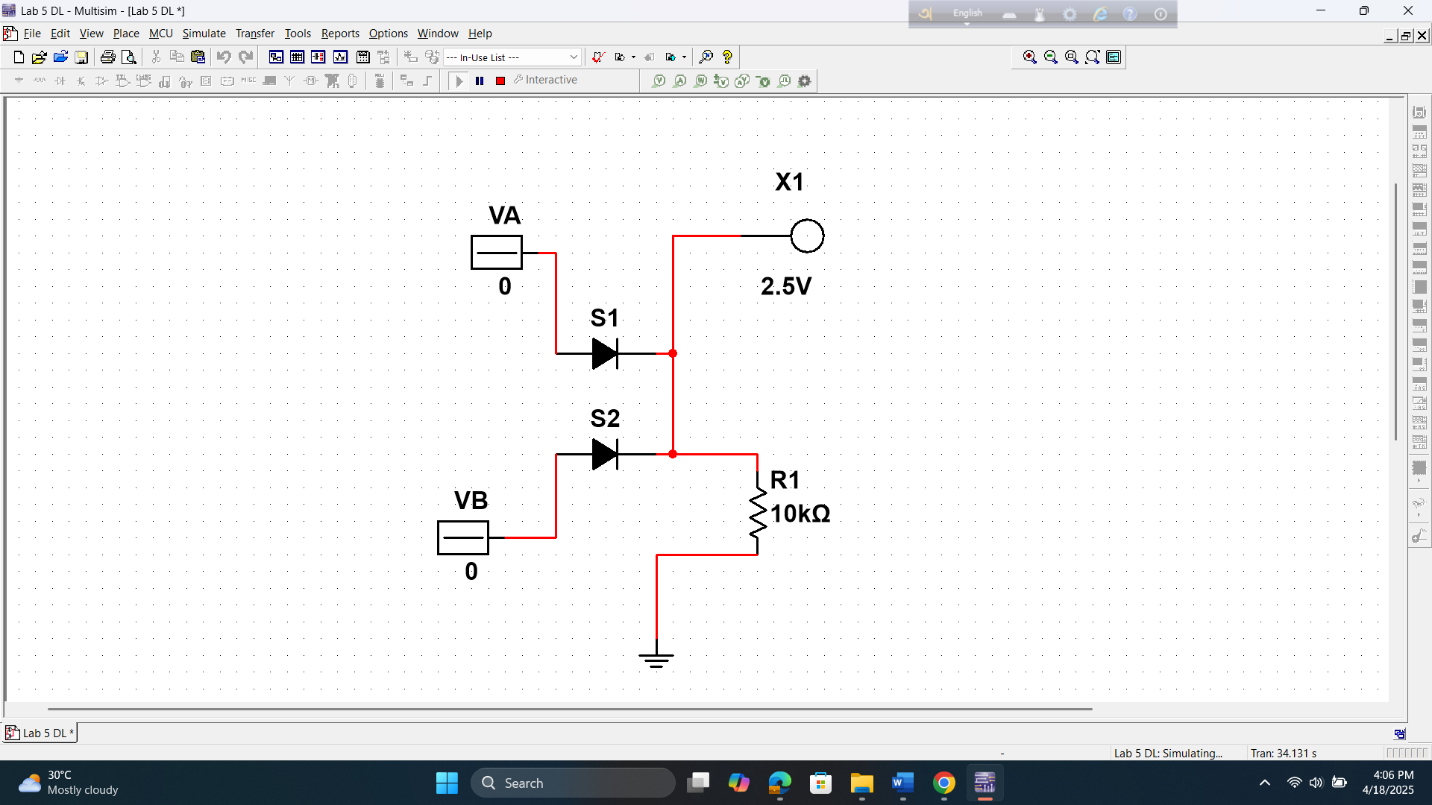 Lab 5 DL - Multisim - [Lab 5 DL *]
English
File Edit View Place MCU Simulate Transfer Tools Reports Options Window Help
--- In-Use List ---
Interactive
X1
VA
0
2.5V
S1
S2
R1
10kΩ
VB
0
Lab 5 DL *
-
Lab 5 DL: Simulating... Tran: 34.131 s
30°C
Mostly cloudy
Search
4:06 PM
4/18/2025